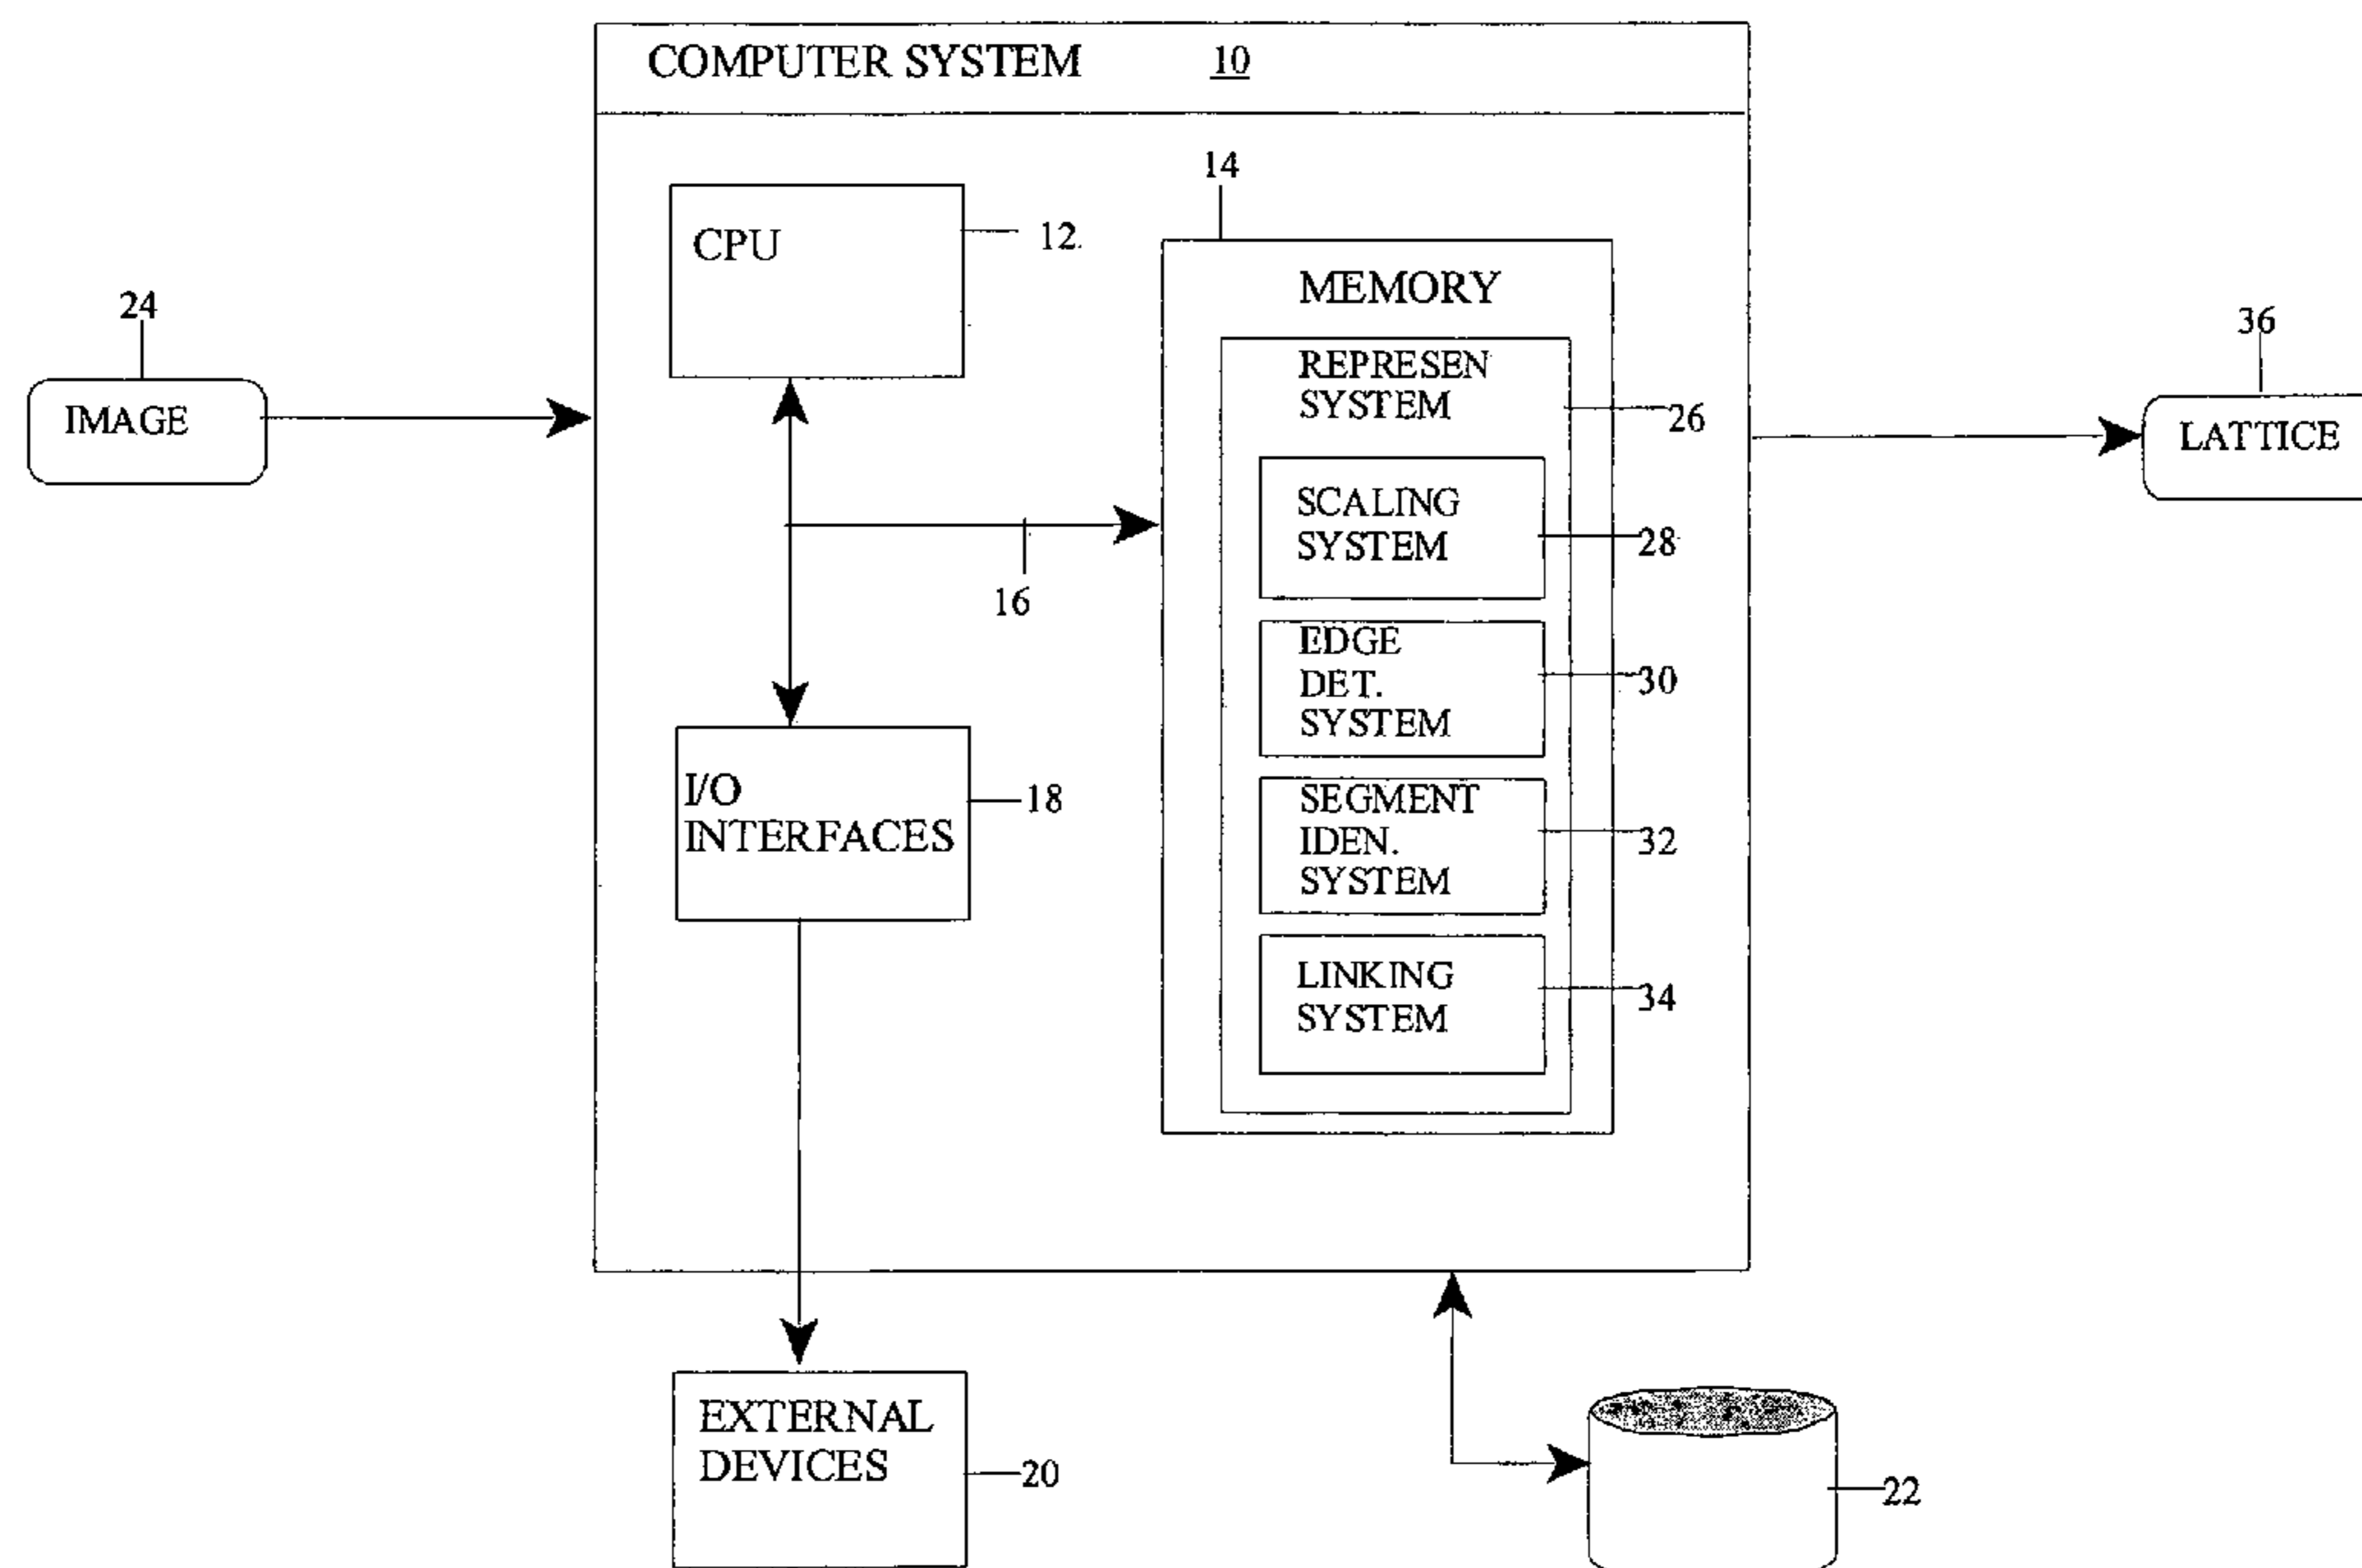 COMPUTER SYSTEM 10
14
CPU
12
MEMORY
24
IMAGE
36
LATTICE
REPRESEN
SYSTEM
26
SCALING
SYSTEM
28
16
EDGE
DET.
SYSTEM
30
I/O
INTERFACES
18
SEGMENT
IDEN.
SYSTEM
32
LINKING
SYSTEM
34
EXTERNAL
DEVICES
20
22